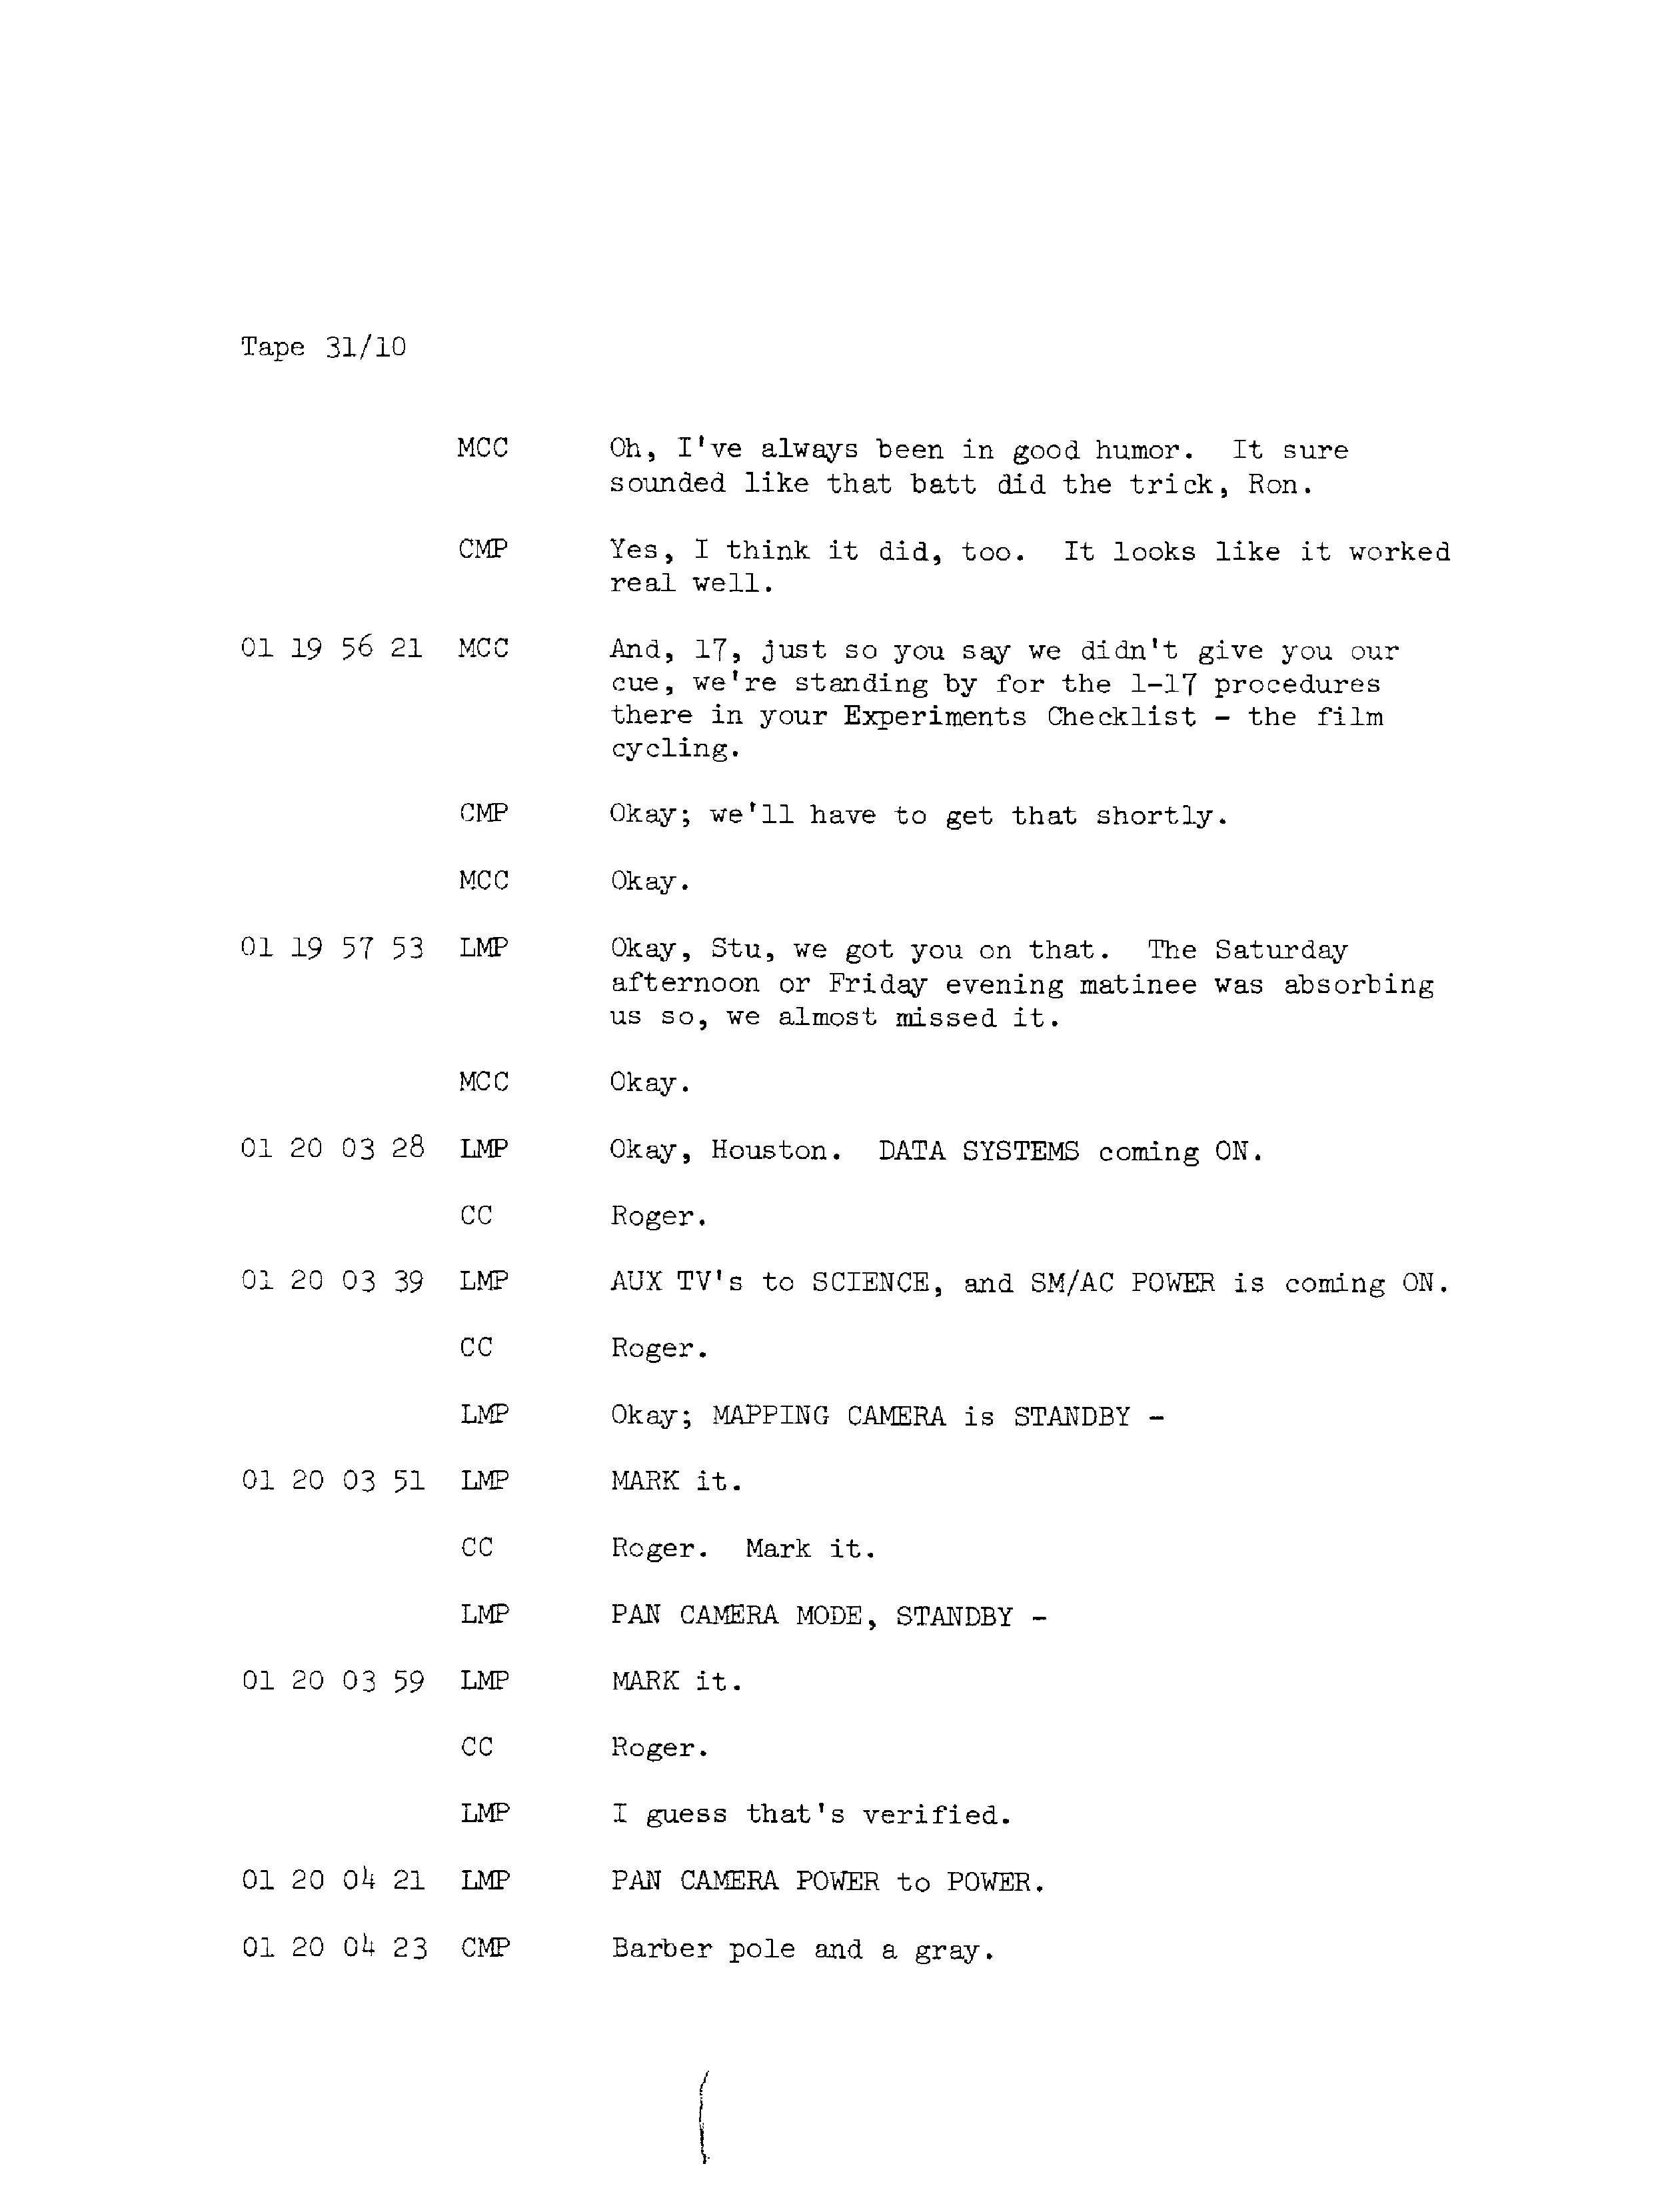 Tape 31/10
MCC Oh, I've always been in good humor. It sure
sounded like that batt did the trick, Ron.
CMP Yes, I think it did, too. It looks like it worked
real well.
01 19 56 21 MCC And, 17, just so you say we didn't give you our
cue, we're standing by for the 1-17 procedures
there in your Experiments Checklist - the film
cycling.
CMP Okay; we'll have to get that shortly.
MCC Okay.
01 19 57 53 LMP Okay, Stu, we got you on that. The Saturday
afternoon or Friday evening matinee was absorbing
us so, we almost missed it.
MCC Okay.
01 20 03 28 LMP Okay, Houston. DATA SYSTEMS coming ON.
CC Roger.
01 20 03 39 LMP AUX TV's to SCIENCE, and SM/AC POWER is coming ON.
CC Roger.
LMP Okay; MAPPING CAMERA is STANDBY -
01 20 03 51 LMP MARK it.
CC Roger. Mark it.
LMP PAN CAMERA MODE, STANDBY -
01 20 03 59 LMP MARK it.
CC Roger.
LMP I guess that's verified.
01 20 04 21 LMP PAN CAMERA POWER to POWER.
01 20 04 23 CMP Barber pole and a gray.